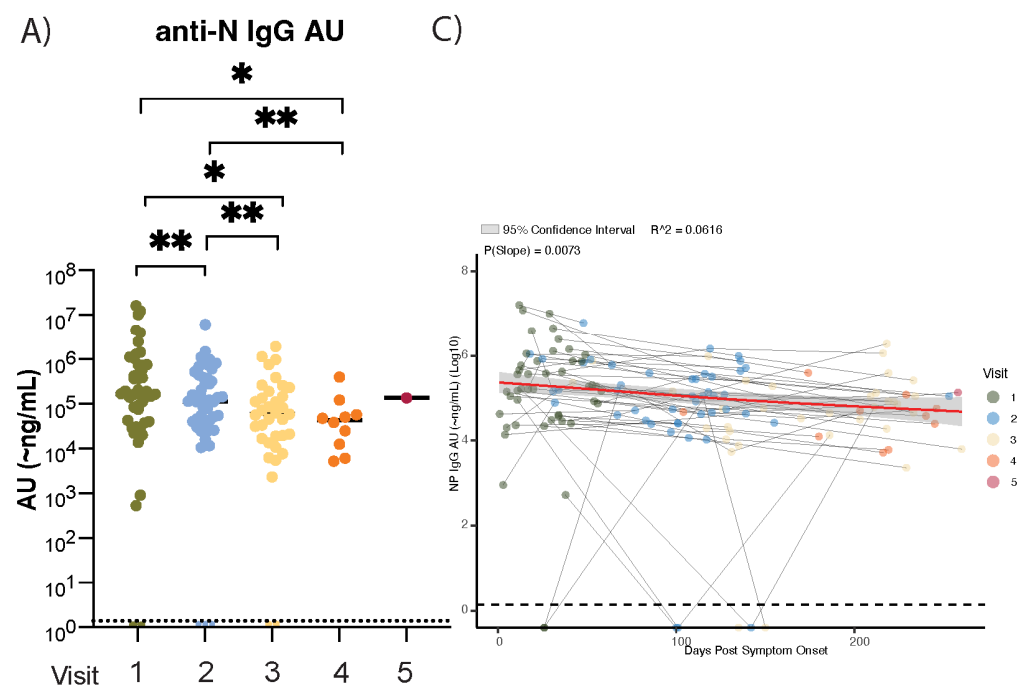 A)
anti-N IgG AU
*
**
*
**
**
AU (~ng/mL)
10^8
10^7
10^6
10^5
10^4
10^3
10^2
10^1
10^0
Visit 1 2 3 4 5
C)
95% Confidence Interval R^2 = 0.0616
P(Slope) = 0.0073
NP IgG AU (~ng/mL) (Log10)
8
6
4
2
0
0 100 200
Days Post Symptom Onset
Visit
1
2
3
4
5